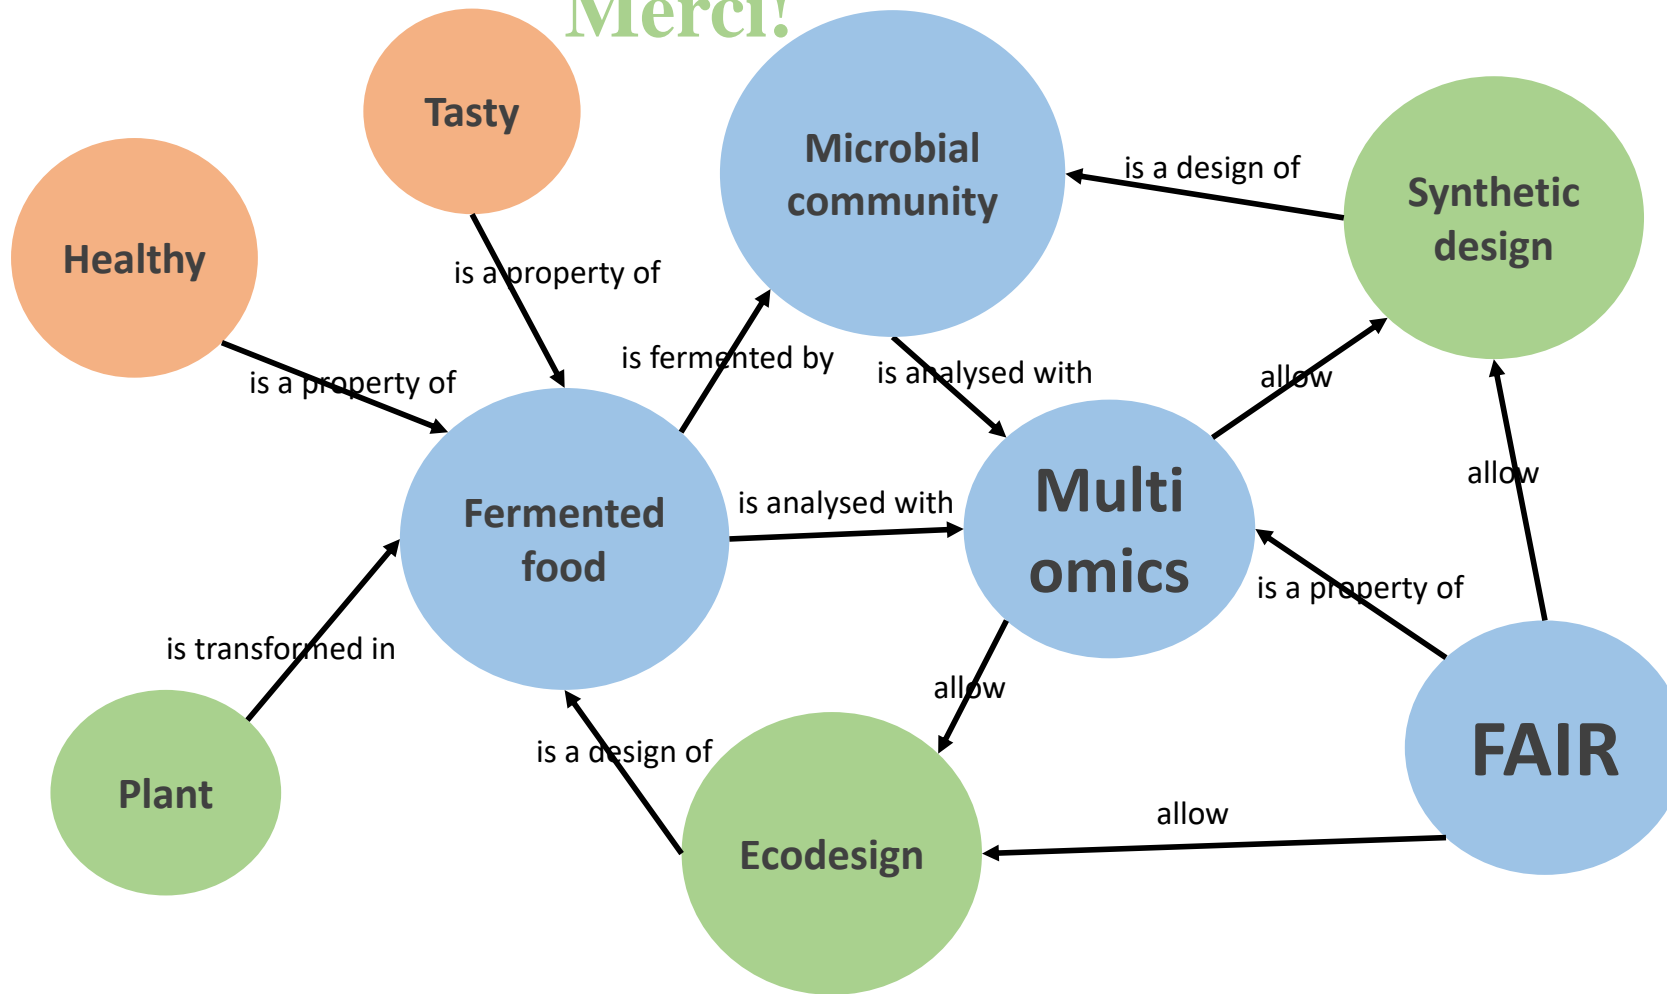 Merci!
Tasty
Microbial
community
is a design of
Synthetic
design
Healthy
is a property of
is a property of
is fermented by
is analysed with
allow
allow
Fermented
food
is analysed with
Multi
omics
is a property of
is transformed in
allow
is a design of
FAIR
Plant
allow
Ecodesign